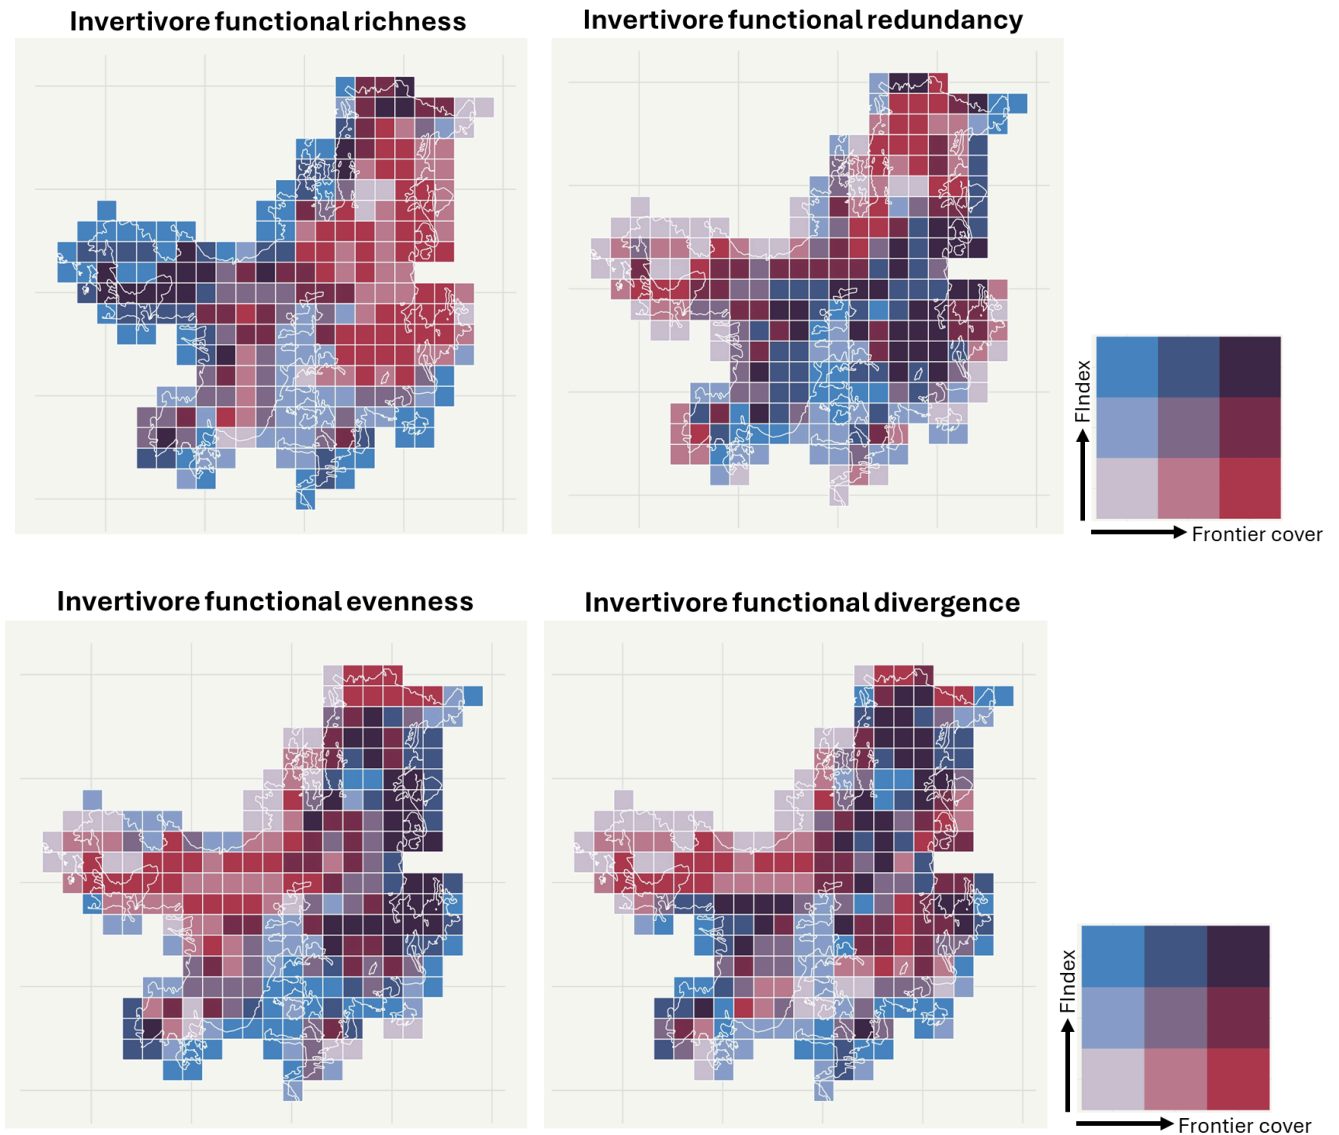 Invertivore functional richness
Invertivore functional redundancy
FIndex
Frontier cover
Invertivore functional evenness
Invertivore functional divergence
FIndex
Frontier cover